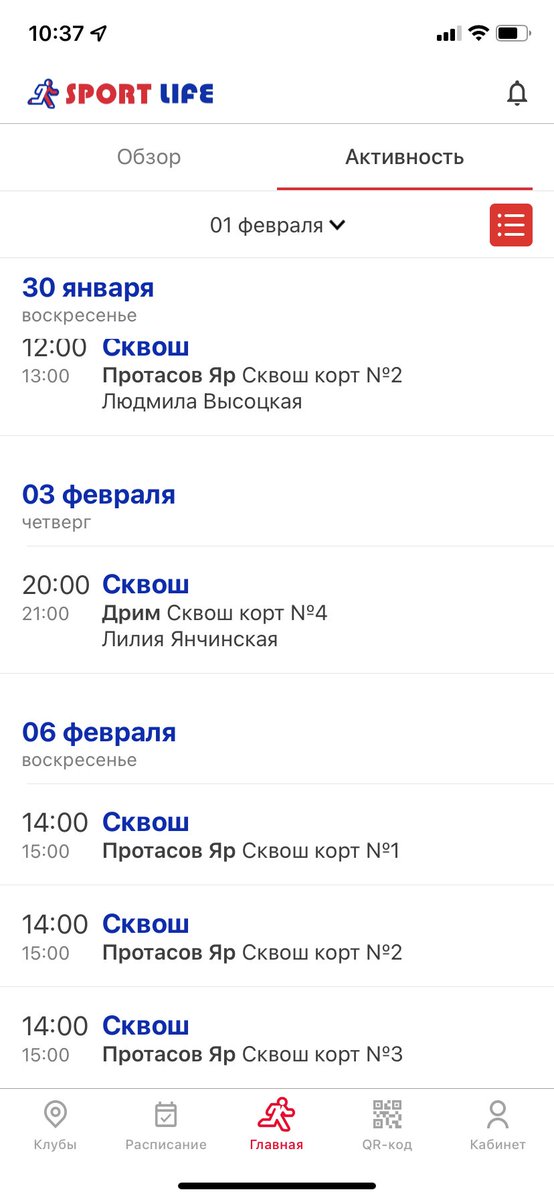 10:37
SPORT LIFE
Обзор Активность
01 февраля
30 января
воскресенье
12:00 Сквош
13:00 Протасов Яр Сквош корт №2
Людмила Высоцкая
03 февраля
четверг
20:00 Сквош
21:00 Дрим Сквош корт №4
Лилия Янчинская
06 февраля
воскресенье
14:00 Сквош
15:00 Протасов Яр Сквош корт №1
14:00 Сквош
15:00 Протасов Яр Сквош корт №2
14:00 Сквош
15:00 Протасов Яр Сквош корт №3
Клубы Расписание Главная QR-код Кабинет